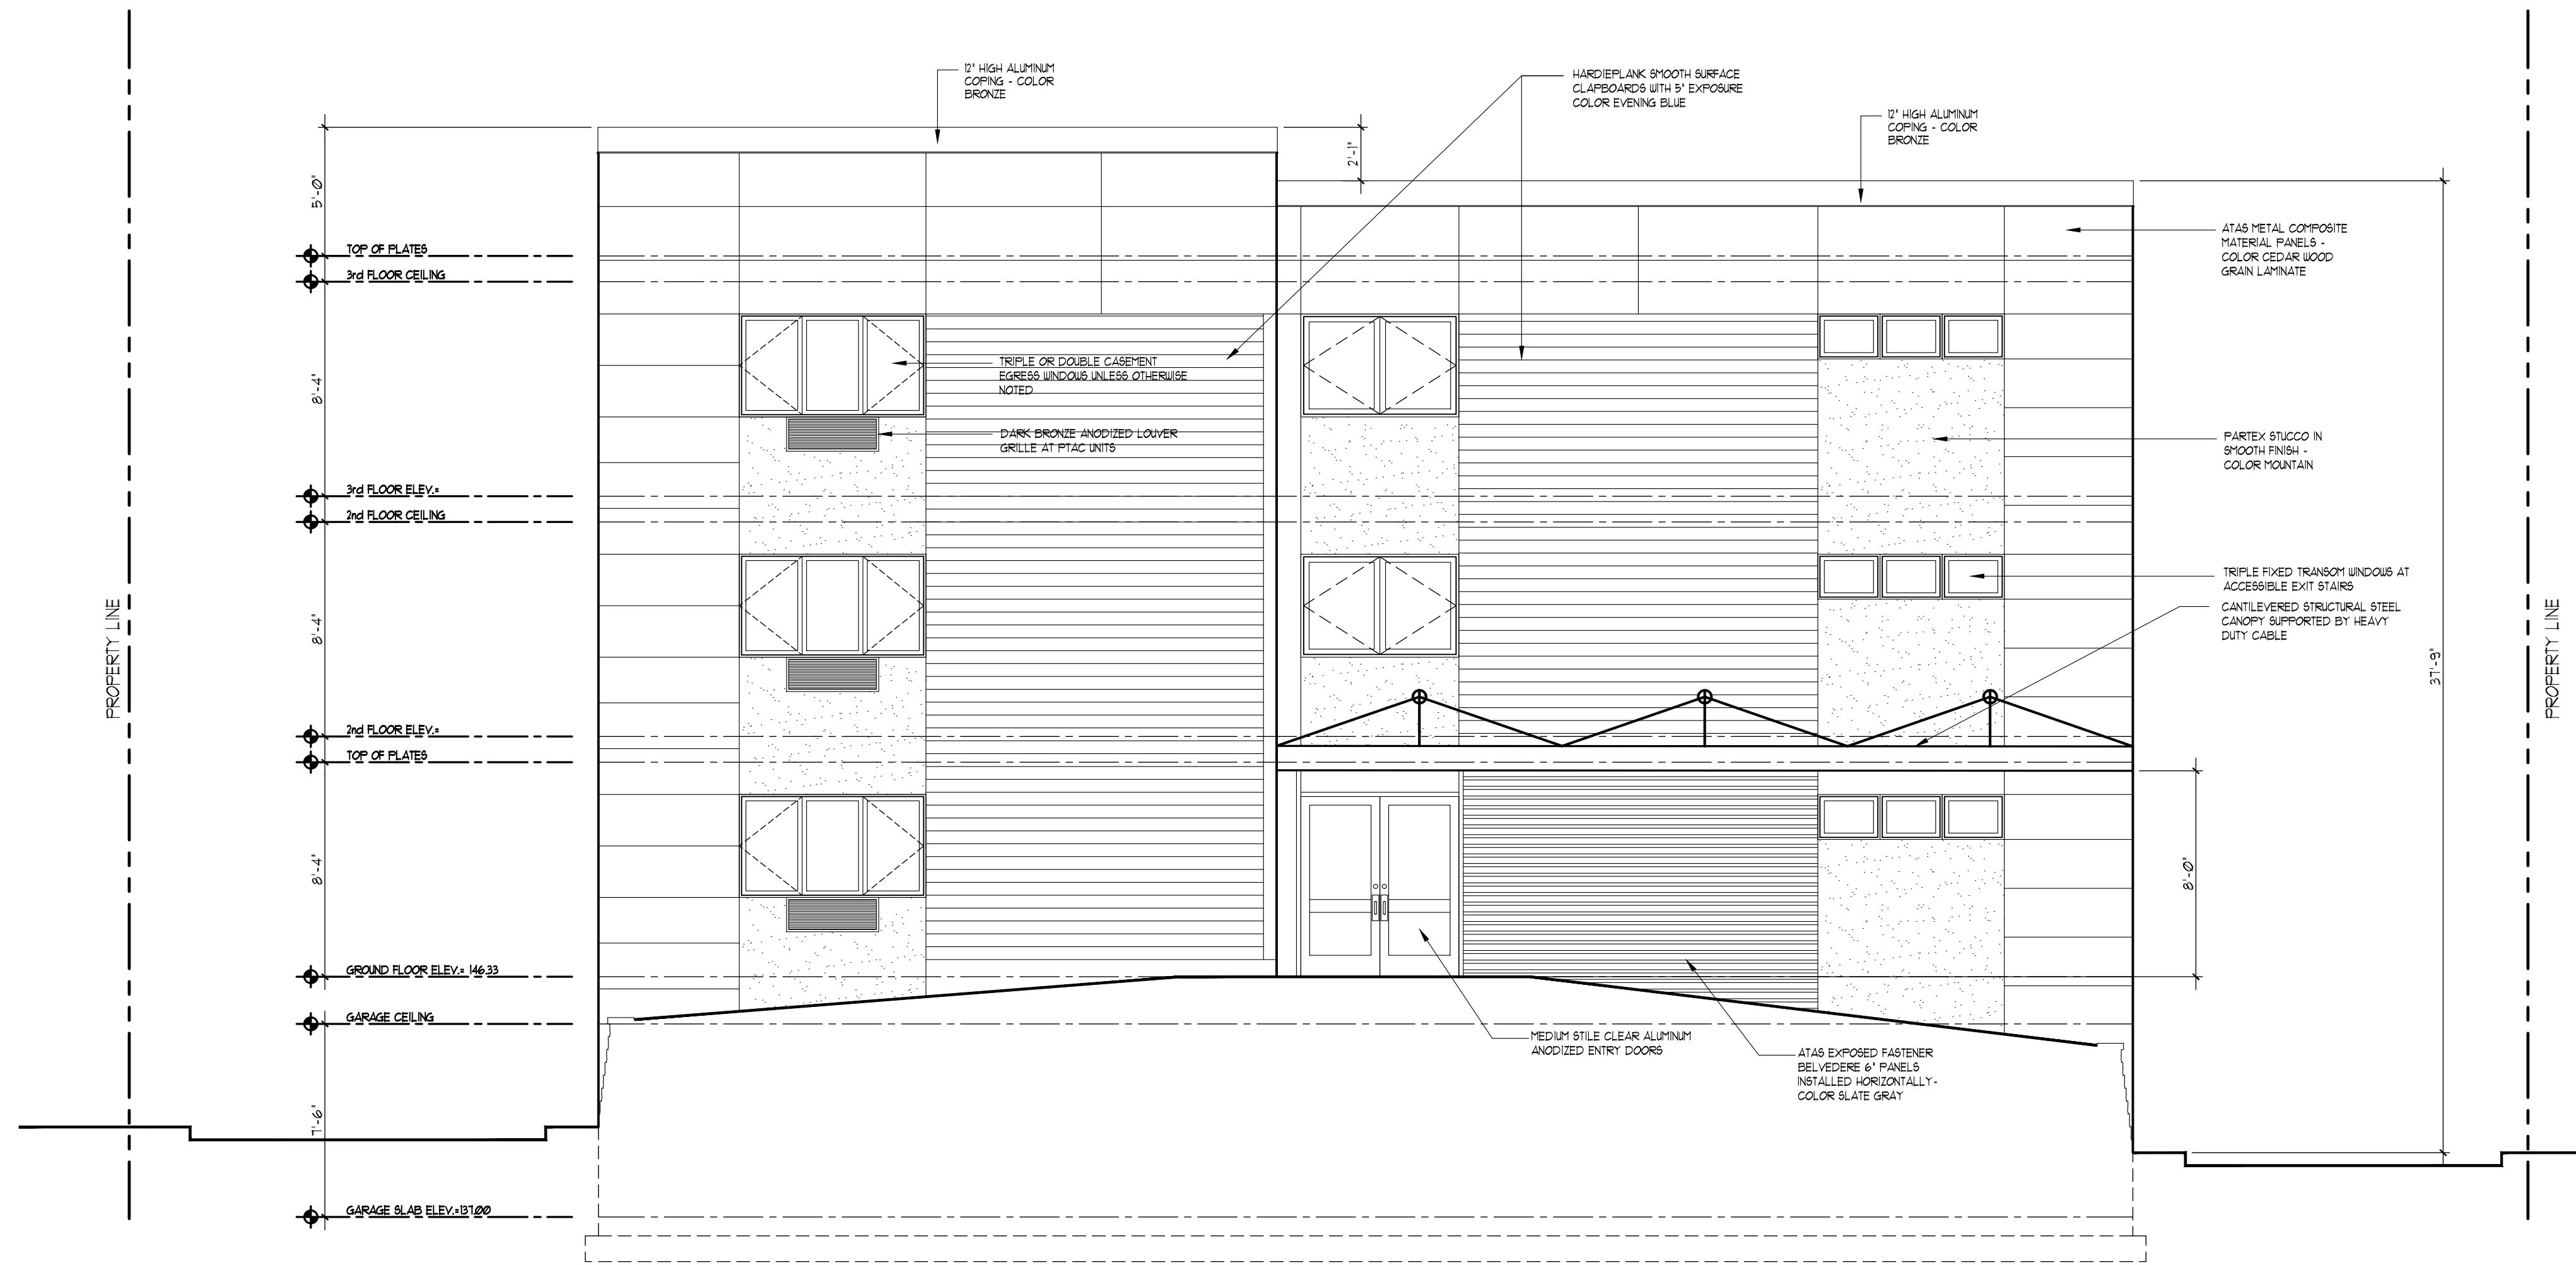 12" HIGH ALUMINUM
COPING - COLOR
BRONZE
HARDIEPLANK SMOOTH SURFACE
CLAPBOARDS WITH 5" EXPOSURE
COLOR EVENING BLUE
12" HIGH ALUMINUM
COPING - COLOR
BRONZE
2'-1"
5'-0"
TOP OF PLATES
3rd FLOOR CEILING
ATAS METAL COMPOSITE
MATERIAL PANELS -
COLOR CEDAR WOOD
GRAIN LAMINATE
8'-4"
TRIPLE OR DOUBLE CASEMENT
EGRESS WINDOWS UNLESS OTHERWISE
NOTED
DARK BRONZE ANODIZED LOUVER
GRILLE AT PTAC UNITS
PARTEX STUCCO IN
SMOOTH FINISH -
COLOR MOUNTAIN
3rd FLOOR ELEV.=
2nd FLOOR CEILING
TRIPLE FIXED TRANSOM WINDOWS AT
ACCESSIBLE EXIT STAIRS
CANTILEVERED STRUCTURAL STEEL
CANOPY SUPPORTED BY HEAVY
DUTY CABLE
PROPERTY LINE
8'-4"
37'-9"
PROPERTY LINE
2nd FLOOR ELEV.=
TOP OF PLATES
8'-4"
8'-0"
GROUND FLOOR ELEV.= 146.33
GARAGE CEILING
MEDIUM STILE CLEAR ALUMINUM
ANODIZED ENTRY DOORS
ATAS EXPOSED FASTENER
BELVEDERE 6" PANELS
INSTALLED HORIZONTALLY-
COLOR SLATE GRAY
7'-6"
GARAGE SLAB ELEV.=137.00